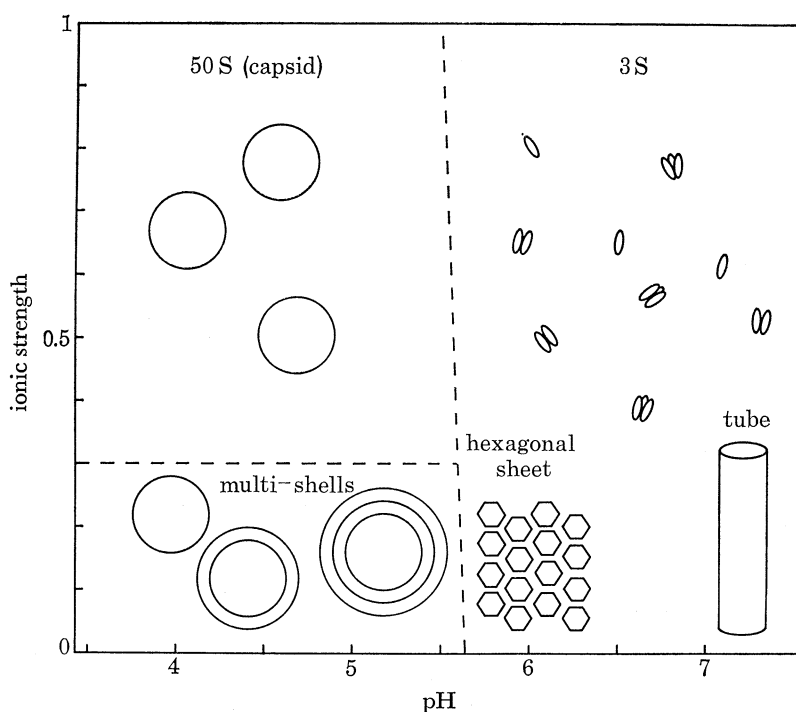 1
50 S (capsid)
3 S
ionic strength
0.5
tube
hexagonal
sheet
multi-shells
0
4
5
6
7
pH